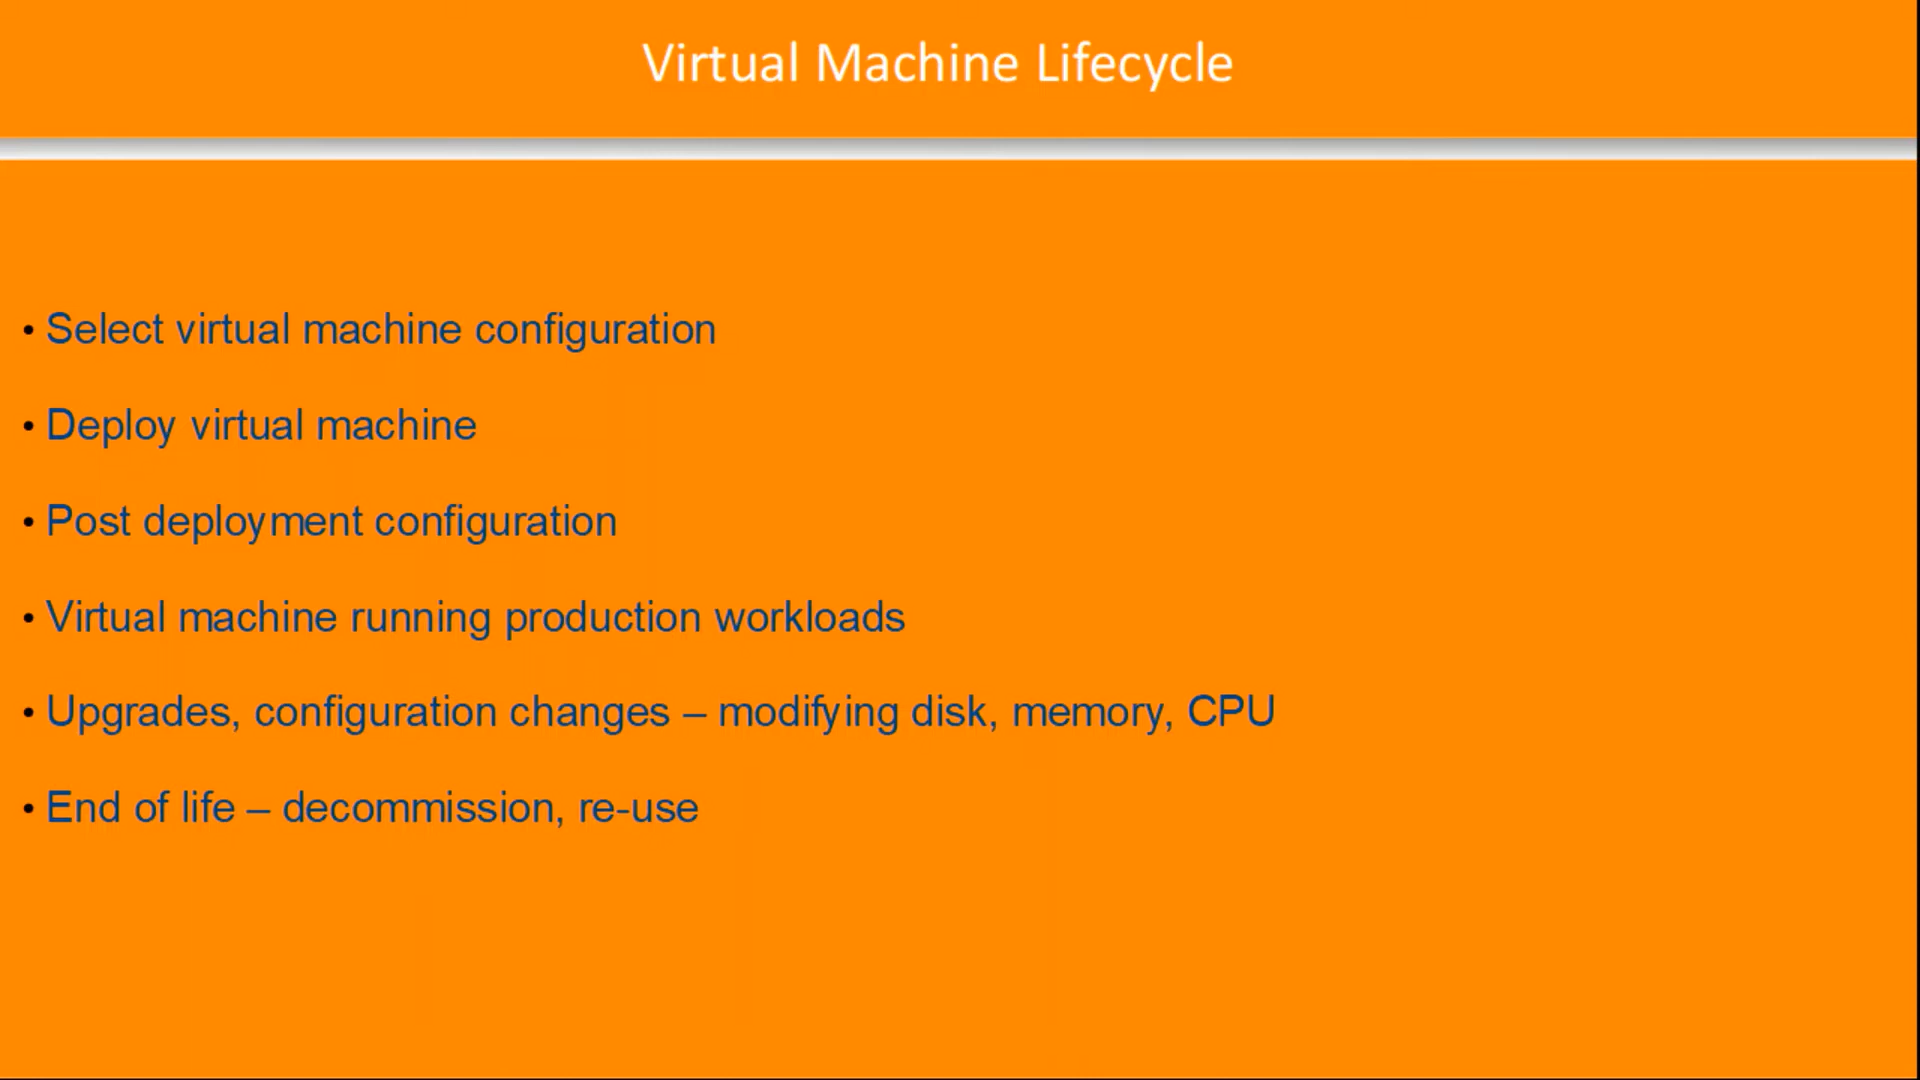 Virtual Machine Lifecycle
• Select virtual machine configuration
• Deploy virtual machine
• Post deployment configuration
• Virtual machine running production workloads
• Upgrades, configuration changes – modifying disk, memory, CPU
• End of life – decommission, re-use